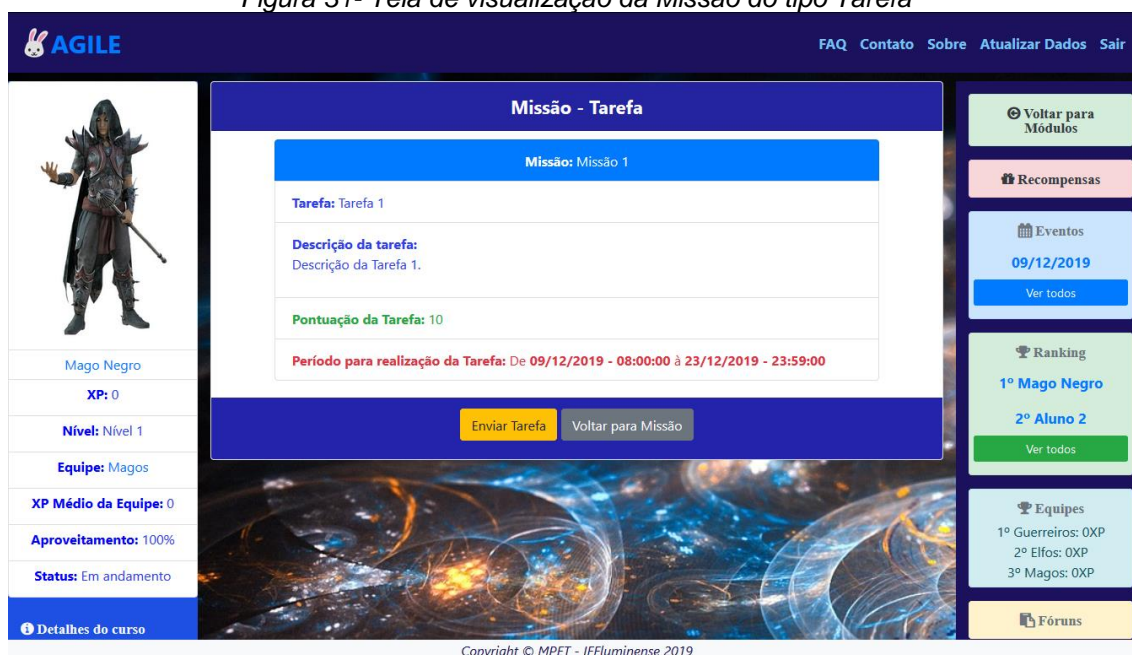 Figura 31- Tela de visualização da Missão do tipo Tarefa
AGILE
FAQ Contato Sobre Atualizar Dados Sair
Mago Negro
XP: 0
Nível: Nível 1
Equipe: Magos
XP Médio da Equipe: 0
Aproveitamento: 100%
Status: Em andamento
Detalhes do curso
Missão - Tarefa
Missão: Missão 1
Tarefa: Tarefa 1
Descrição da tarefa:
Descrição da Tarefa 1.
Pontuação da Tarefa: 10
Período para realização da Tarefa: De 09/12/2019 - 08:00:00 à 23/12/2019 - 23:59:00
Enviar Tarefa Voltar para Missão
Voltar para
Módulos
Recompensas
Eventos
09/12/2019
Ver todos
Ranking
1º Mago Negro
2º Aluno 2
Ver todos
Equipes
1º Guerreiros: 0XP
2º Elfos: 0XP
3º Magos: 0XP
Fóruns
Copyright © MPET - IFFluminense 2019